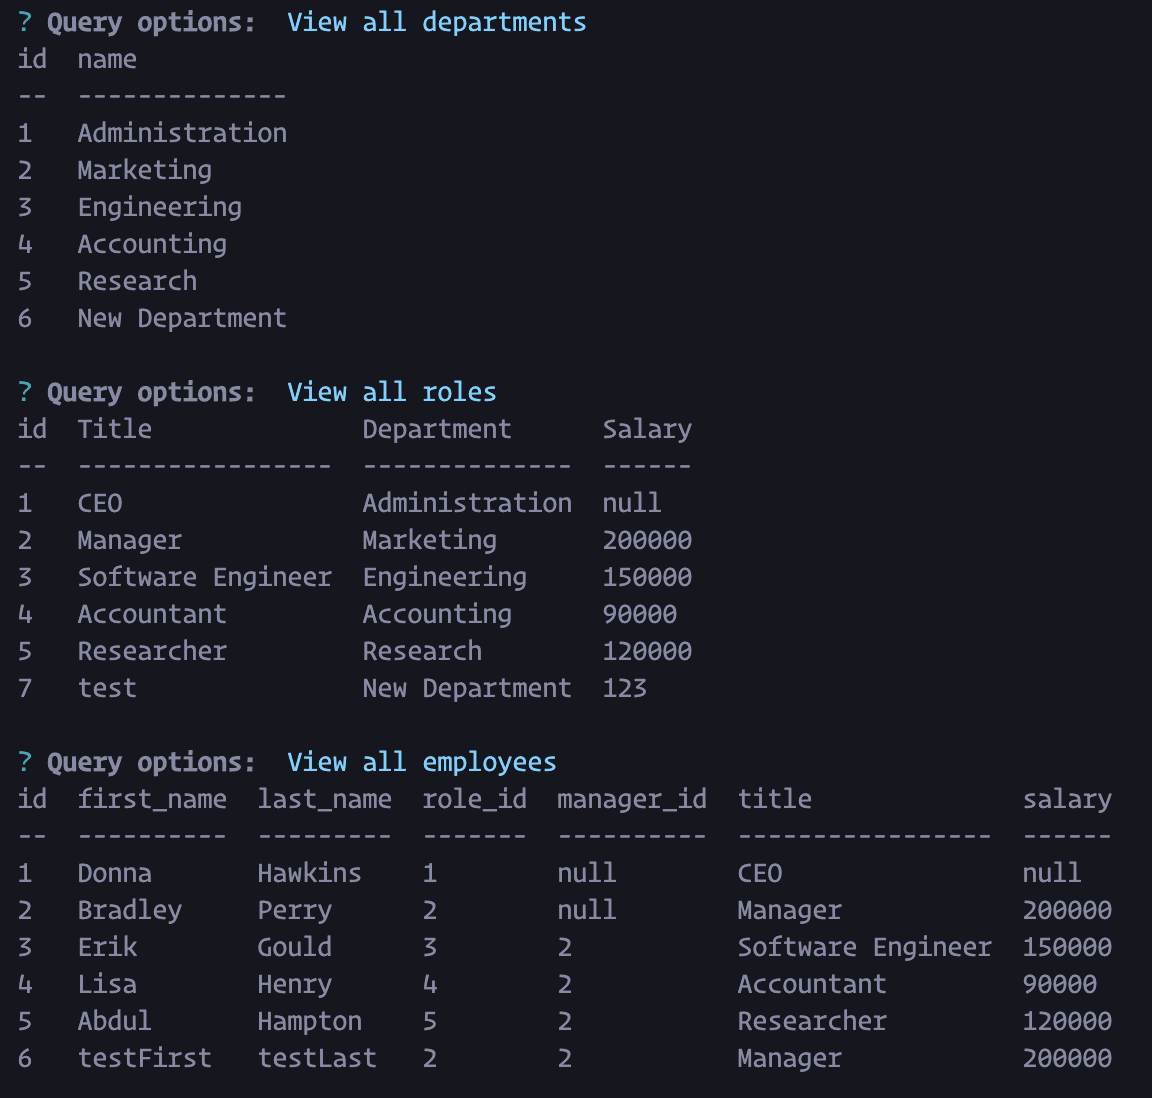 ? Query options:  View all departments
id  name
--  --------------
1   Administration
2   Marketing
3   Engineering
4   Accounting
5   Research
6   New Department

? Query options:  View all roles
id  Title              Department      Salary
--  -----------------  --------------  ------
1   CEO                Administration  null
2   Manager            Marketing       200000
3   Software Engineer  Engineering     150000
4   Accountant         Accounting      90000
5   Researcher         Research        120000
7   test               New Department  123

? Query options:  View all employees
id  first_name  last_name  role_id  manager_id  title              salary
--  ----------  ---------  -------  ----------  -----------------  ------
1   Donna       Hawkins    1        null        CEO                null
2   Bradley     Perry      2        null        Manager            200000
3   Erik        Gould      3        2           Software Engineer  150000
4   Lisa        Henry      4        2           Accountant         90000
5   Abdul       Hampton    5        2           Researcher         120000
6   testFirst   testLast   2        2           Manager            200000